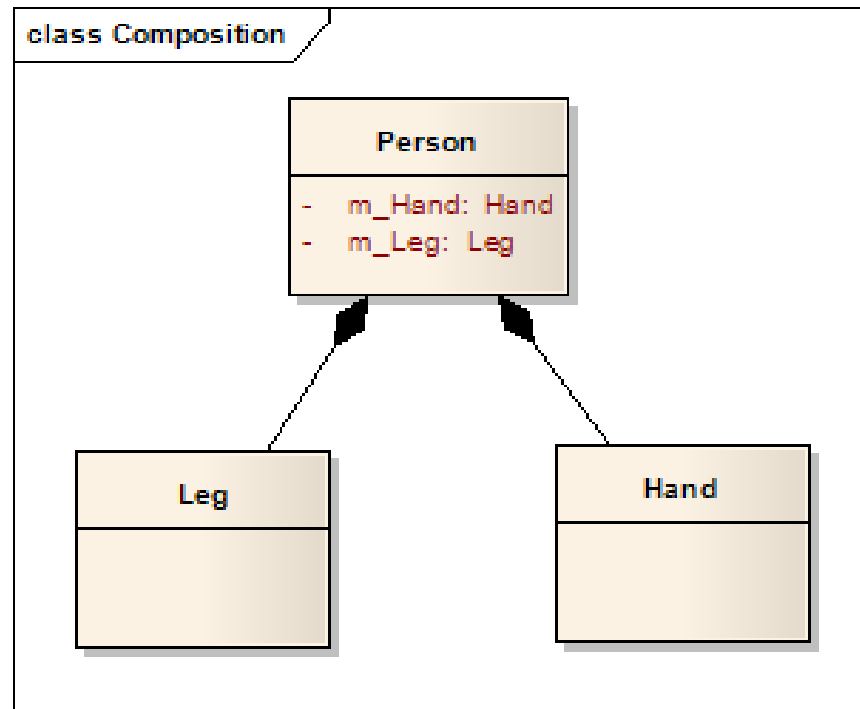 class Composition
Person
- m_Hand: Hand
- m_Leg: Leg
Leg
Hand